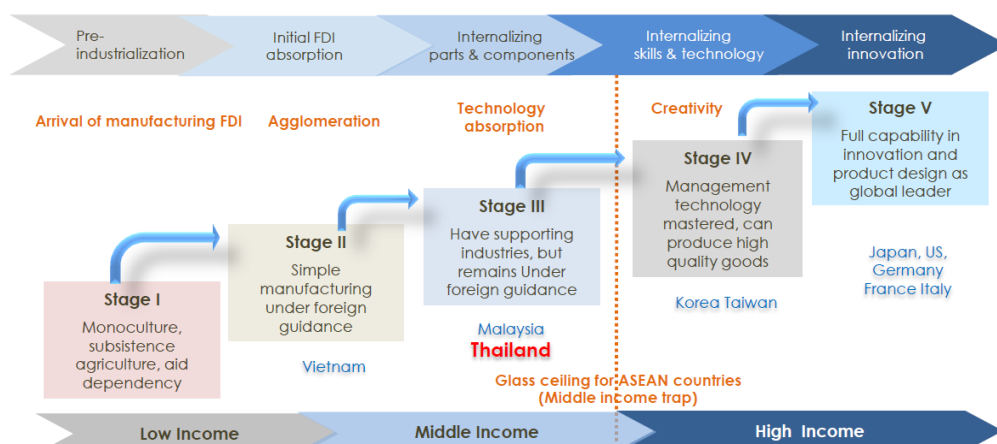 Pre-
industrialization
Initial FDI
absorption
Internalizing
parts & components
Internalizing
skills & technology
Internalizing
innovation
Arrival of manufacturing FDI
Agglomeration
Technology
absorption
Creativity
Stage I
Monoculture,
subsistence
agriculture, aid
dependency
Stage II
Simple
manufacturing
under foreign
guidance
Vietnam
Stage III
Have supporting
industries, but
remains Under
foreign guidance
Malaysia
Thailand
Stage IV
Management
technology
mastered, can
produce high
quality goods
Korea Taiwan
Stage V
Full capability in
innovation and
product design as
global leader
Japan, US,
Germany
France Italy
Glass ceiling for ASEAN countries
(Middle income trap)
Low Income
Middle Income
High Income